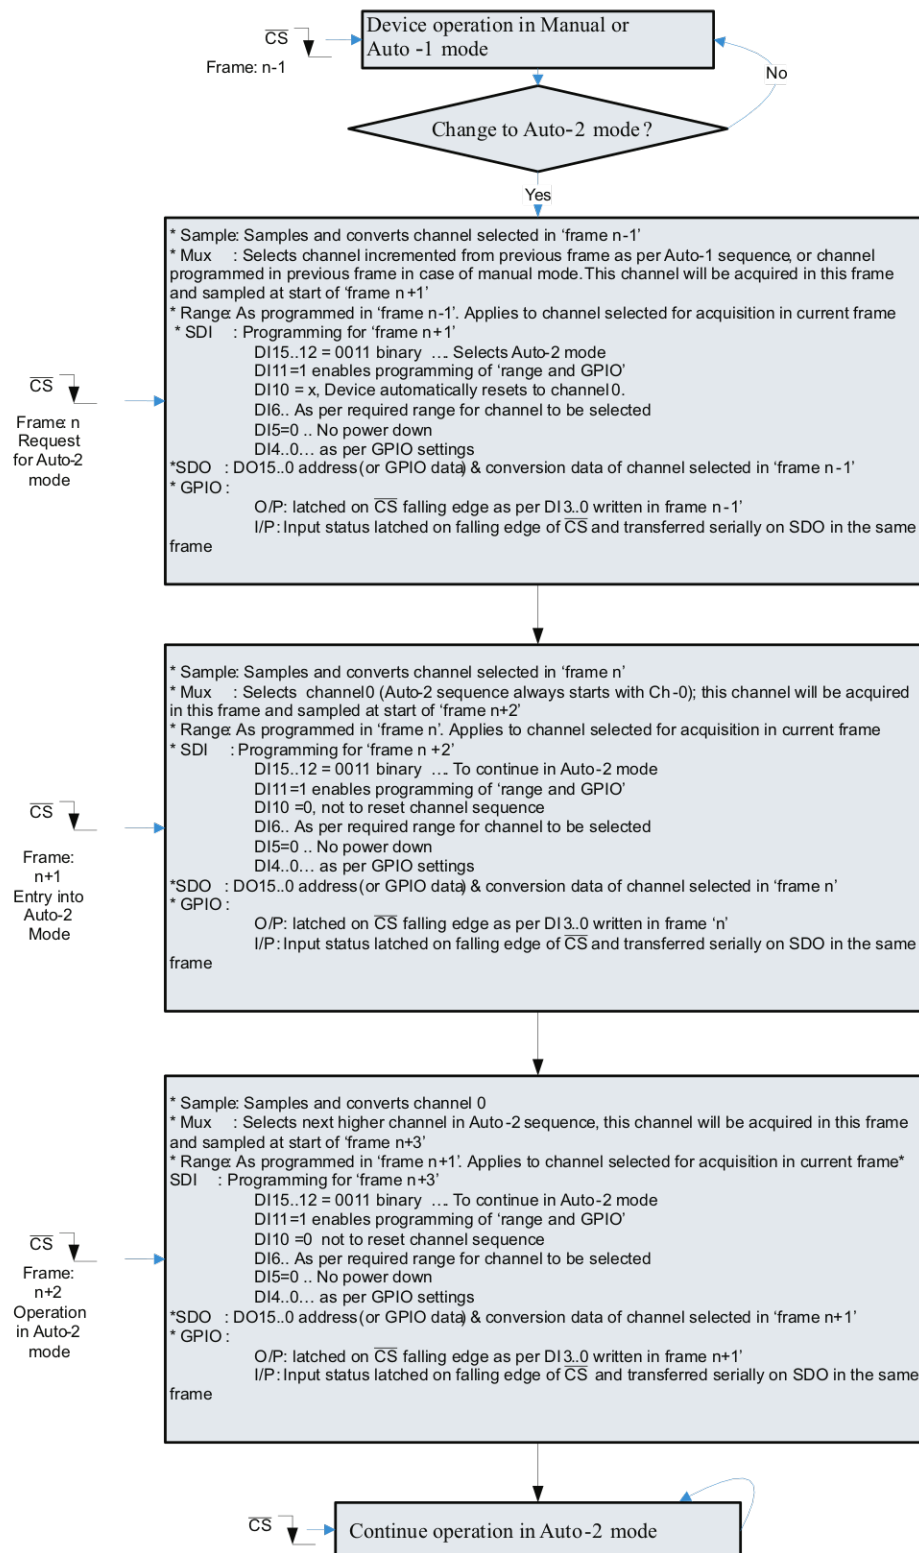 Device operation in Manual or
Auto -1 mode
CS
Frame: n-1
No
Change to Auto-2 mode?
Yes
* Sample: Samples and converts channel selected in ‘frame n-1’
* Mux : Selects channel incremented from previous frame as per Auto-1 sequence, or channel
programmed in previous frame in case of manual mode. This channel will be acquired in this frame
and sampled at start of ‘frame n+1’
* Range: As programmed in ‘frame n-1’. Applies to channel selected for acquisition in current frame
* SDI : Programming for ‘frame n+1’
DI15..12 = 0011 binary …. Selects Auto-2 mode
DI11=1 enables programming of ‘range and GPIO’
DI10 = x, Device automatically resets to channel 0.
DI6.. As per required range for channel to be selected
DI5=0 .. No power down
DI4..0… as per GPIO settings
*SDO : DO15..0 address (or GPIO data) & conversion data of channel selected in ‘frame n-1’
* GPIO :
O/P: latched on CS falling edge as per DI3..0 written in frame n-1’
I/P: Input status latched on falling edge of CS and transferred serially on SDO in the same
frame
CS
Frame: n
Request
for Auto-2
mode
* Sample: Samples and converts channel selected in ‘frame n’
* Mux : Selects channel0 (Auto-2 sequence always starts with Ch-0); this channel will be acquired
in this frame and sampled at start of ‘frame n+2’
* Range: As programmed in ‘frame n’. Applies to channel selected for acquisition in current frame
* SDI : Programming for ‘frame n +2’
DI15..12 = 0011 binary …. To continue in Auto-2 mode
DI11=1 enables programming of ‘range and GPIO’
DI10 =0, not to reset channel sequence
DI6.. As per required range for channel to be selected
DI5=0 .. No power down
DI4..0… as per GPIO settings
*SDO : DO15..0 address (or GPIO data) & conversion data of channel selected in ‘frame n’
* GPIO :
O/P: latched on CS falling edge as per DI3..0 written in frame ‘n’
I/P: Input status latched on falling edge of CS and transferred serially on SDO in the same
frame
CS
Frame:
n+1
Entry into
Auto-2
Mode
* Sample: Samples and converts channel 0
* Mux : Selects next higher channel in Auto-2 sequence, this channel will be acquired in this frame
and sampled at start of ‘frame n+3’
* Range: As programmed in ‘frame n+1’. Applies to channel selected for acquisition in current frame*
SDI : Programming for ‘frame n+3’
DI15..12 = 0011 binary …. To continue in Auto-2 mode
DI11=1 enables programming of ‘range and GPIO’
DI10 =0 not to reset channel sequence
DI6.. As per required range for channel to be selected
DI5=0 .. No power down
DI4..0… as per GPIO settings
*SDO : DO15..0 address (or GPIO data) & conversion data of channel selected in ‘frame n+1’
* GPIO :
O/P: latched on CS falling edge as per DI3..0 written in frame n+1’
I/P: Input status latched on falling edge of CS and transferred serially on SDO in the same
frame
CS
Frame:
n+2
Operation
in Auto-2
mode
CS
Continue operation in Auto-2 mode